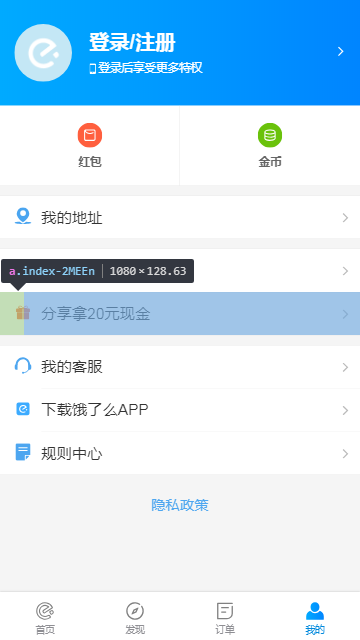 登录/注册
登录后享受更多特权
红包
金币
我的地址
a.index-2MEEn 1080×128.63
分享拿20元现金
我的客服
下载饿了么APP
规则中心
隐私政策
首页
发现
订单
我的